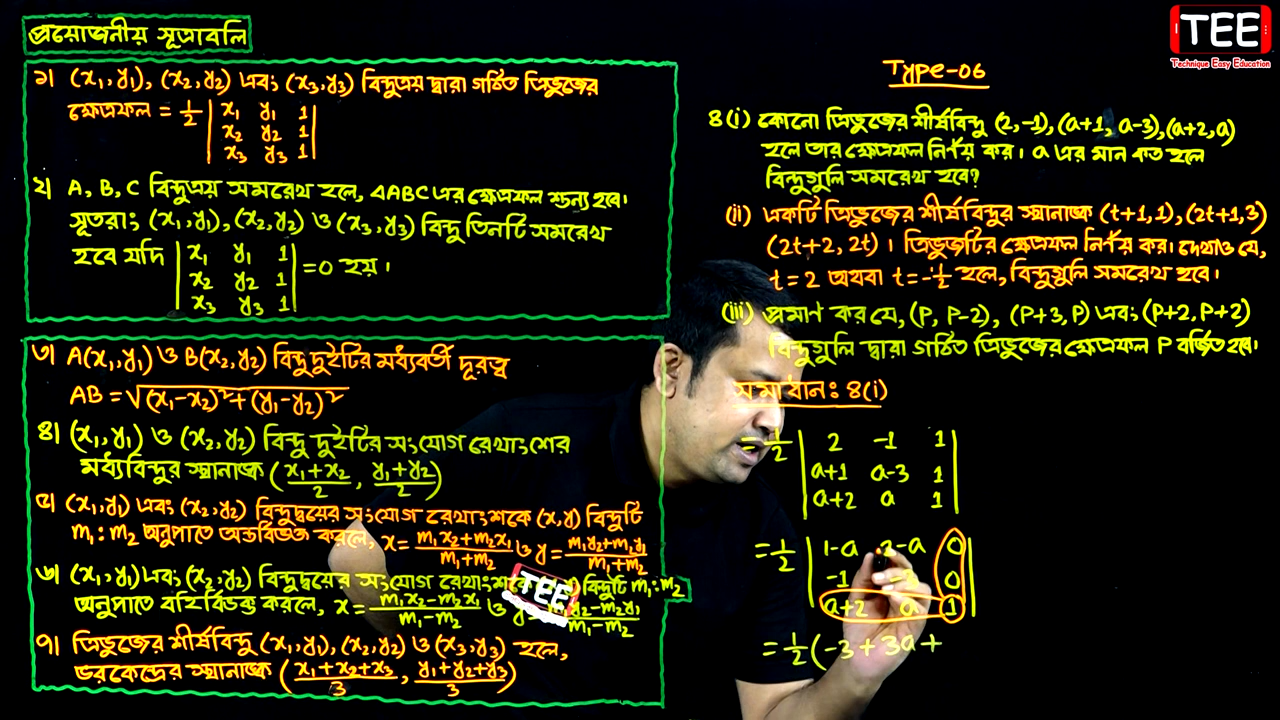 প্রয়োজনীয় সূত্রাবলি
১। (x₁, y₁), (x₂, y₂) এবং (x₃, y₃) বিন্দুত্রয় দ্বারা গঠিত ত্রিভুজের
ক্ষেত্রফল = ½ | x₁ y₁ 1 |
x₂ y₂ 1
x₃ y₃ 1
২। A, B, C বিন্দুত্রয় সমরেখ হলে, ΔABC এর ক্ষেত্রফল শূন্য হবে।
সুতরাং (x₁, y₁), (x₂, y₂) ও (x₃, y₃) বিন্দু তিনটি সমরেখ
হবে যদি | x₁ y₁ 1 |
x₂ y₂ 1 = 0 হয়।
x₃ y₃ 1
৩। A(x₁, y₁) ও B(x₂, y₂) বিন্দু দুইটির মধ্যবর্তী দূরত্ব
AB = √(x₁-x₂)²+(y₁-y₂)²
৪। (x₁, y₁) ও (x₂, y₂) বিন্দু দুইটির সংযোগ রেখাংশের
মধ্যবিন্দুর স্থানাঙ্ক (x₁+x₂/2, y₁+y₂/2)
৫। (x₁, y₁) এবং (x₂, y₂) বিন্দুদ্বয়ের সংযোগ রেখাংশকে (x, y) বিন্দুটি
m₁ : m₂ অনুপাতে অন্তর্বিভক্ত করলে, x = m₁x₂+m₂x₁/m₁+m₂ ও y = m₁y₂+m₂y₁/m₁+m₂
৬। (x₁, y₁) এবং (x₂, y₂) বিন্দুদ্বয়ের সংযোগ রেখাংশকে বিন্দুটি m₁ : m₂
অনুপাতে বহির্বিভক্ত করলে, x = m₁x₂-m₂x₁/m₁-m₂ ও y = m₁y₂-m₂y₁/m₁-m₂
৭। ত্রিভুজের শীর্ষবিন্দু (x₁, y₁), (x₂, y₂) ও (x₃, y₃) হলে,
ভরকেন্দ্রের স্থানাঙ্ক (x₁+x₂+x₃/3, y₁+y₂+y₃/3)
TEE
TEE
Technique Easy Education
Type-06
৪(i) কোনো ত্রিভুজের শীর্ষবিন্দু (2, -1), (a+1, a-3), (a+2, a)
হলে তার ক্ষেত্রফল নির্ণয় কর। a এর মান কত হলে
বিন্দুগুলি সমরেখ হবে?
(ii) একটি ত্রিভুজের শীর্ষবিন্দুর স্থানাঙ্ক (t+1, 1), (2t+1, 3)
(2t+2, 2t)। ত্রিভুজটির ক্ষেত্রফল নির্ণয় কর। দেখাও যে,
t = 2 অথবা t = -½ হলে, বিন্দুগুলি সমরেখ হবে।
(iii) প্রমাণ কর যে, (P, P-2), (P+3, P) এবং (P+2, P+2)
বিন্দুগুলি দ্বারা গঠিত ত্রিভুজের ক্ষেত্রফল P বর্জিত হবে।
সমাধানঃ ৪(i)
= ½ | 2 -1 1 |
a+1 a-3 1
a+2 a 1
= ½ | 1-a 2-a 0 |
-1 -3 0
a+2 a 1
= ½ (-3 + 3a +